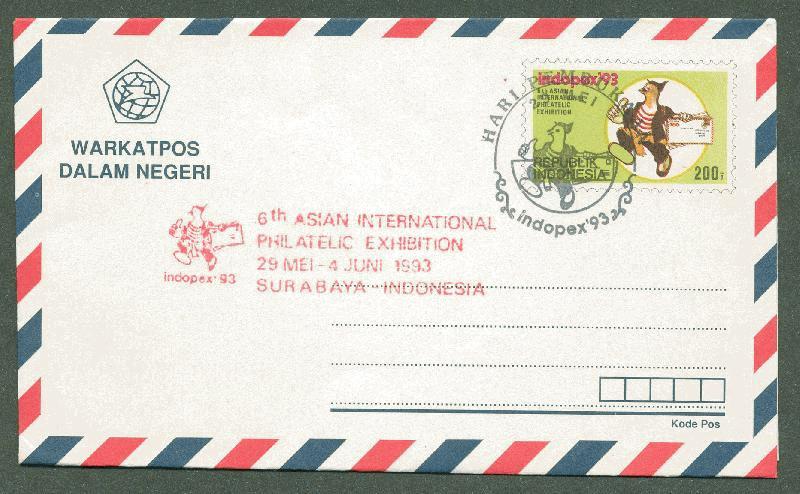 WARKATPOS
DALAM NEGERI
indopex'93
6th ASIAN
INTERNATIONAL
PHILATELIC
EXHIBITION
REPUBLIK
INDONESIA
200
HARI
indopex'93
indopex'93
6th ASIAN INTERNATIONAL
PHILATELIC EXHIBITION
29 MEI - 4 JUNI 1993
SURABAYA INDONESIA
Kode Pos